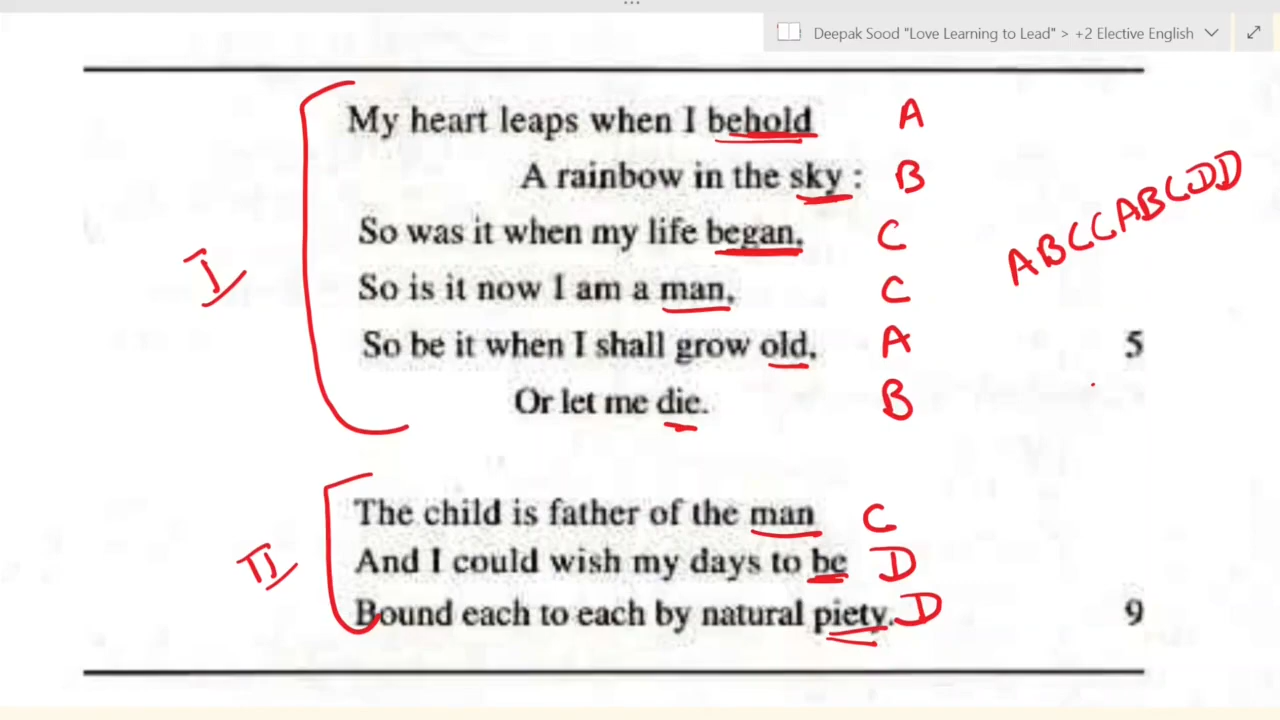 Deepak Sood "Love Learning to Lead" > +2 Elective English
My heart leaps when I behold A
A rainbow in the sky : B
So was it when my life began, C
So is it now I am a man, C
So be it when I shall grow old, A 5
Or let me die. B
I
ABCCABCDD
The child is father of the man C
And I could wish my days to be D
Bound each to each by natural piety. D 9
II